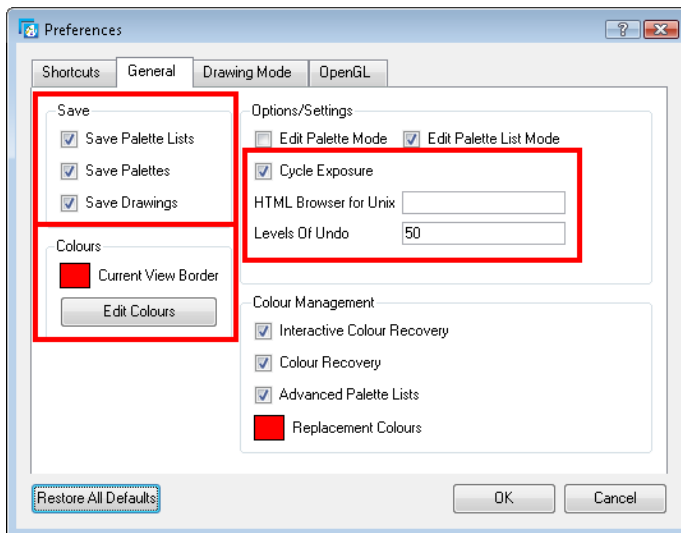 Preferences
Shortcuts General Drawing Mode OpenGL
Save
Save Palette Lists
Save Palettes
Save Drawings
Colours
Current View Border
Edit Colours
Options/Settings
Edit Palette Mode Edit Palette List Mode
Cycle Exposure
HTML Browser for Unix
Levels Of Undo 50
Colour Management
Interactive Colour Recovery
Colour Recovery
Advanced Palette Lists
Replacement Colours
Restore All Defaults OK Cancel